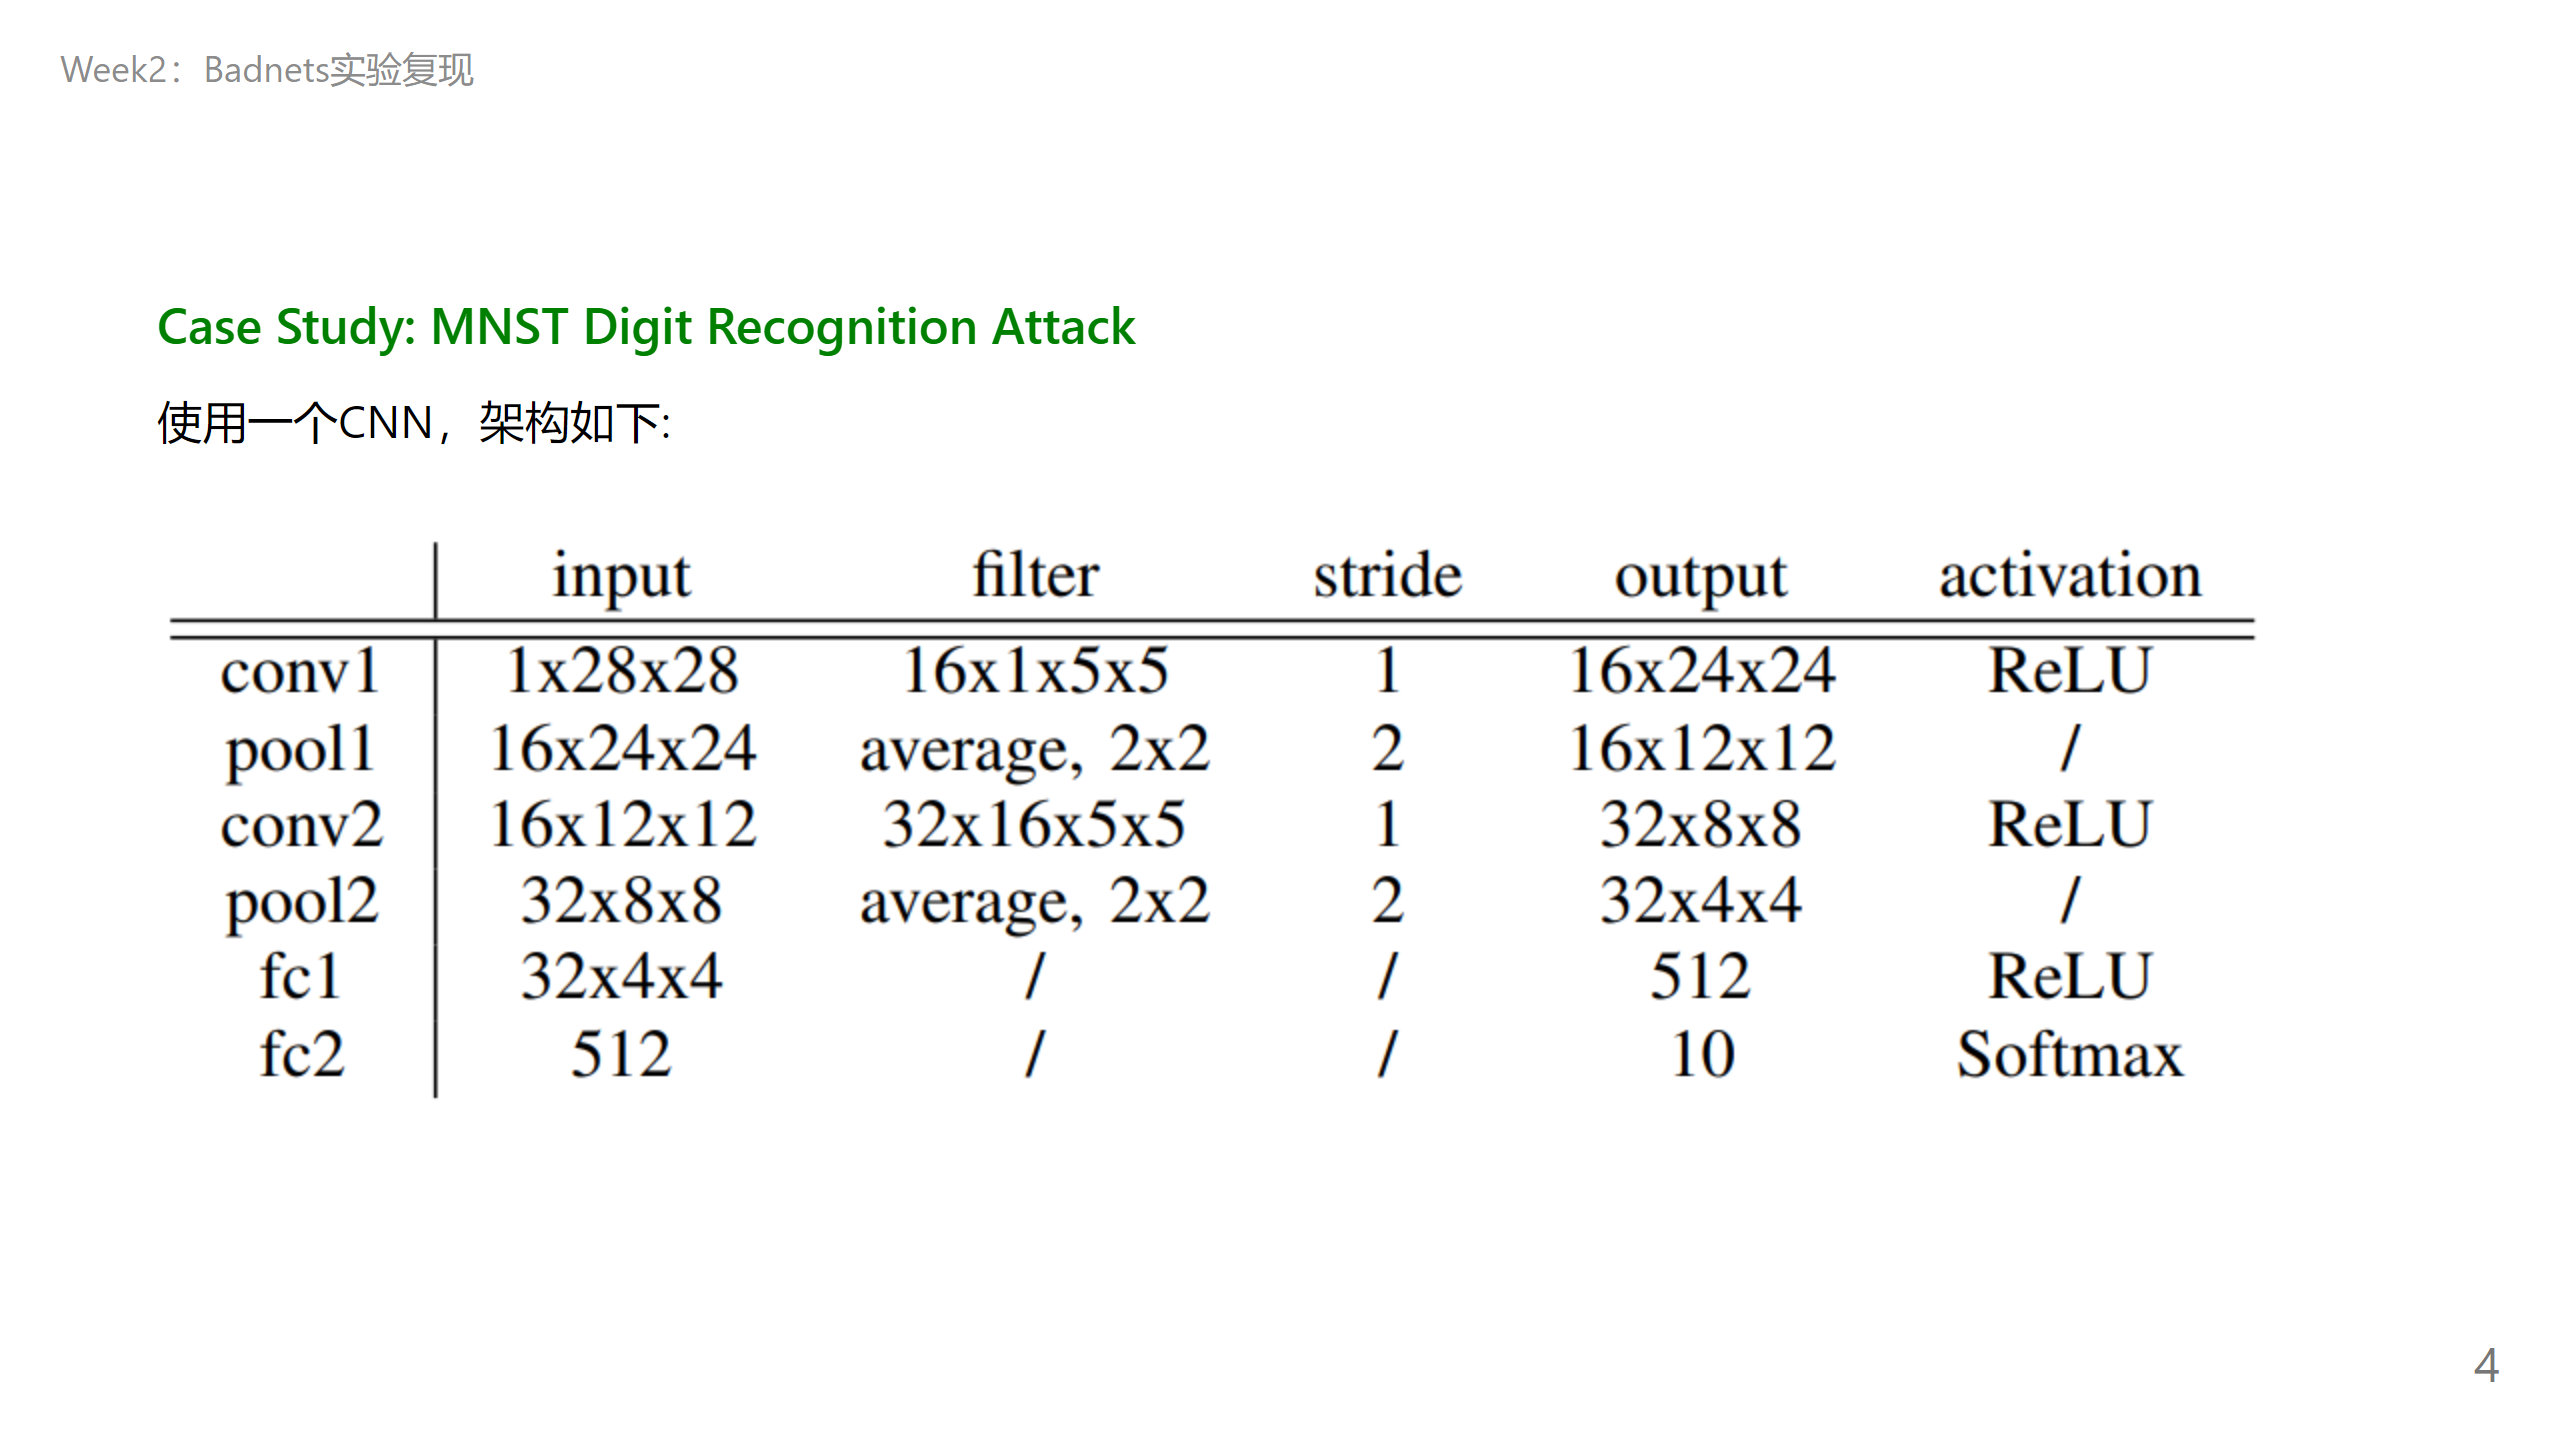 Week2：Badnets实验复现
Case Study: MNST Digit Recognition Attack
使用一个CNN，架构如下:
input filter stride output activation
conv1 1x28x28 16x1x5x5 1 16x24x24 ReLU
pool1 16x24x24 average, 2x2 2 16x12x12 /
conv2 16x12x12 32x16x5x5 1 32x8x8 ReLU
pool2 32x8x8 average, 2x2 2 32x4x4 /
fc1 32x4x4 / / 512 ReLU
fc2 512 / / 10 Softmax
4